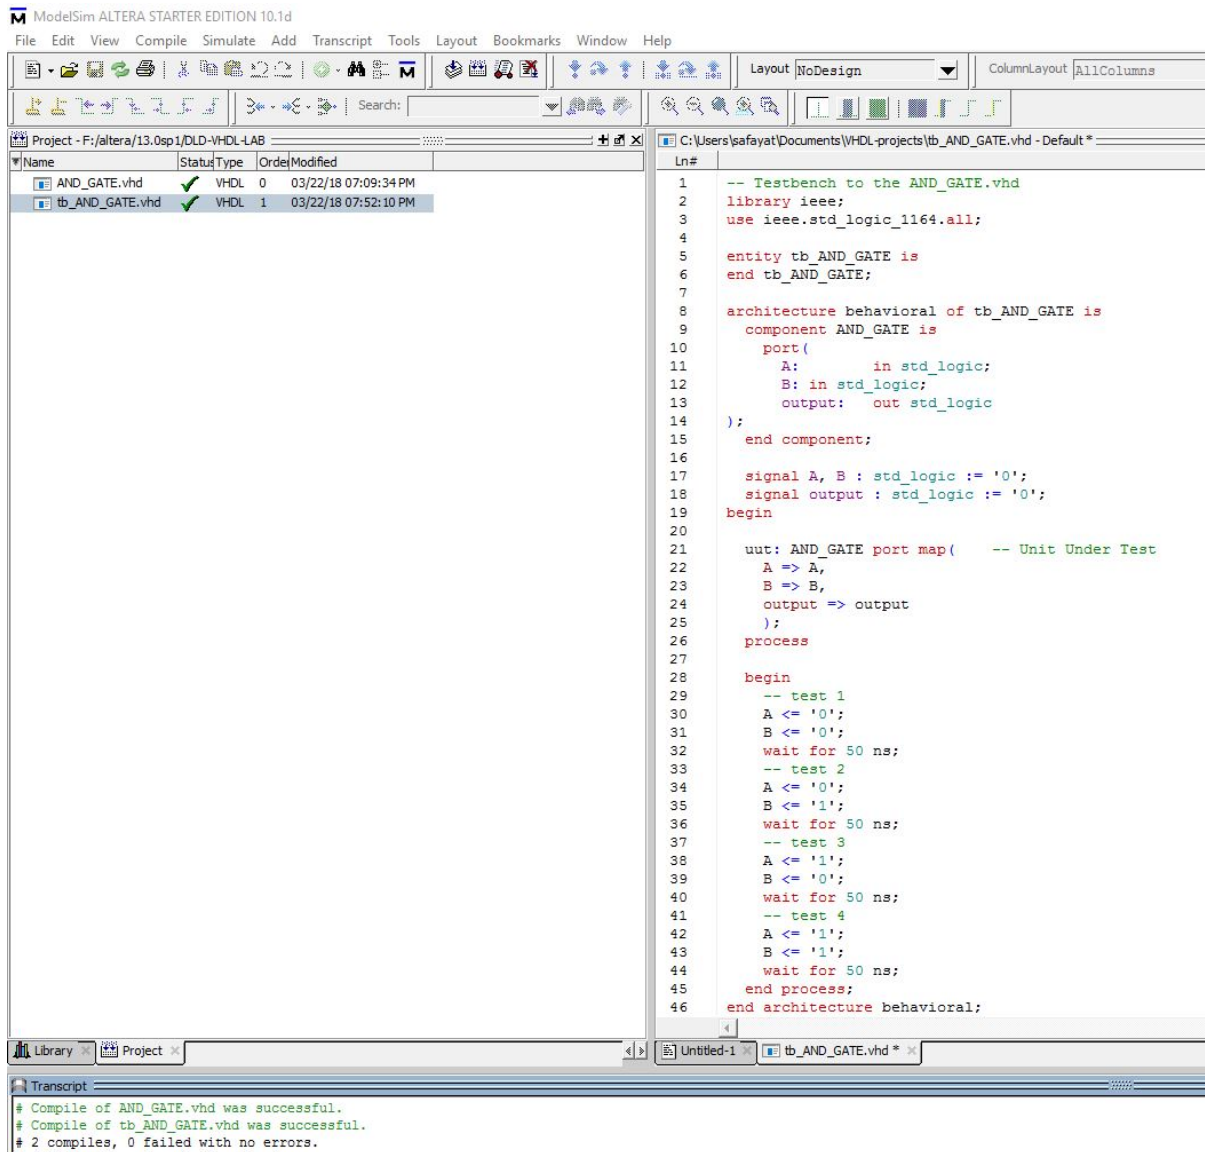 ModelSim ALTERA STARTER EDITION 10.1d
File Edit View Compile Simulate Add Transcript Tools Layout Bookmarks Window Help
Layout NoDesign ColumnLayout AllColumns
Search:
Project - F:/altera/13.0sp1/DLD-VHDL-LAB
Name Status Type Order Modified
AND_GATE.vhd VHDL 0 03/22/18 07:09:34 PM
tb_AND_GATE.vhd VHDL 1 03/22/18 07:52:10 PM
C:\Users\safayat\Documents\VHDL-projects\tb_AND_GATE.vhd - Default *
Ln#
1 -- Testbench to the AND_GATE.vhd
2 library ieee;
3 use ieee.std_logic_1164.all;
4
5 entity tb_AND_GATE is
6 end tb_AND_GATE;
7
8 architecture behavioral of tb_AND_GATE is
9 component AND_GATE is
10 port(
11 A: in std_logic;
12 B: in std_logic;
13 output: out std_logic
14 );
15 end component;
16
17 signal A, B : std_logic := '0';
18 signal output : std_logic := '0';
19 begin
20
21 uut: AND_GATE port map( -- Unit Under Test
22 A => A,
23 B => B,
24 output => output
25 );
26 process
27
28 begin
29 -- test 1
30 A <= '0';
31 B <= '0';
32 wait for 50 ns;
33 -- test 2
34 A <= '0';
35 B <= '1';
36 wait for 50 ns;
37 -- test 3
38 A <= '1';
39 B <= '0';
40 wait for 50 ns;
41 -- test 4
42 A <= '1';
43 B <= '1';
44 wait for 50 ns;
45 end process;
46 end architecture behavioral;
Library Project
Untitled-1 tb_AND_GATE.vhd *
Transcript
# Compile of AND_GATE.vhd was successful.
# Compile of tb_AND_GATE.vhd was successful.
# 2 compiles, 0 failed with no errors.